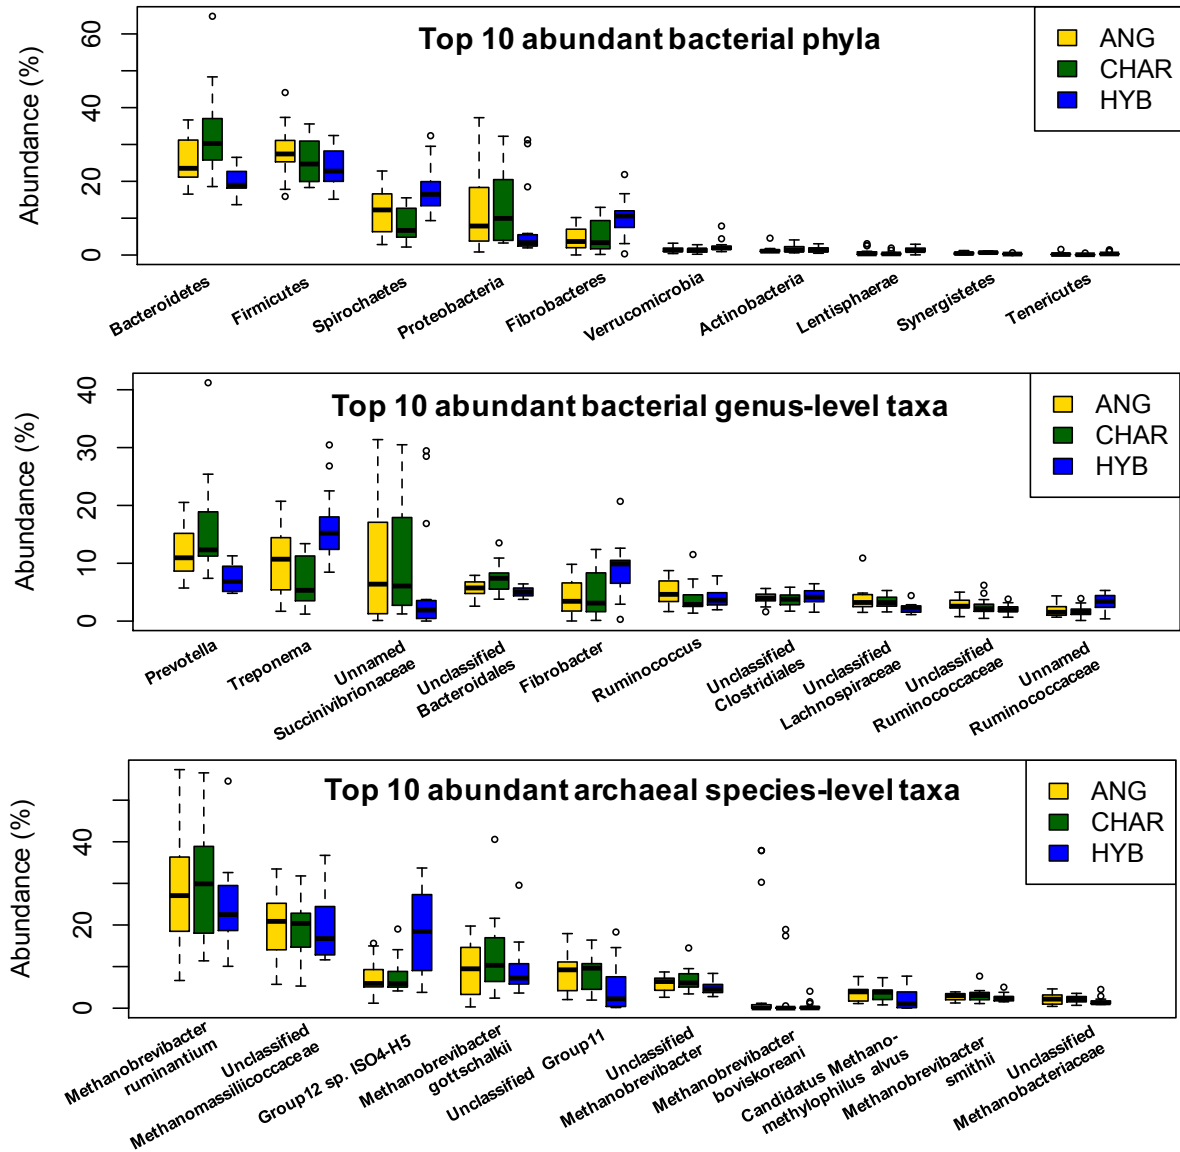 Top 10 abundant bacterial phyla
ANG
CHAR
HYB
Abundance (%)
60
40
20
0
Bacteroidetes
Firmicutes
Spirochaetes
Proteobacteria
Fibrobacteres
Verrucomicrobia
Actinobacteria
Lentisphaerae
Synergistetes
Tenericutes
Top 10 abundant bacterial genus-level taxa
ANG
CHAR
HYB
Abundance (%)
40
30
20
10
0
Prevotella
Treponema
Unnamed
Succinivibrionaceae
Unclassified
Bacteroidales
Fibrobacter
Ruminococcus
Unclassified
Clostridiales
Unclassified
Lachnospiraceae
Unclassified
Ruminococcaceae
Unnamed
Ruminococcaceae
Top 10 abundant archaeal species-level taxa
ANG
CHAR
HYB
Abundance (%)
40
20
0
Methanobrevibacter
ruminantium
Unclassified
Methanomasiliicoccaceae
Group12 sp. ISO4-H5
Methanobrevibacter
gottschalkii
Unclassified Group11
Unclassified
Methanobrevibacter
Methanobrevibacter
boviskoreani
Candidatus Methano-
methylophilus alvus
Methanobrevibacter
smithii
Unclassified
Methanobacteriaceae